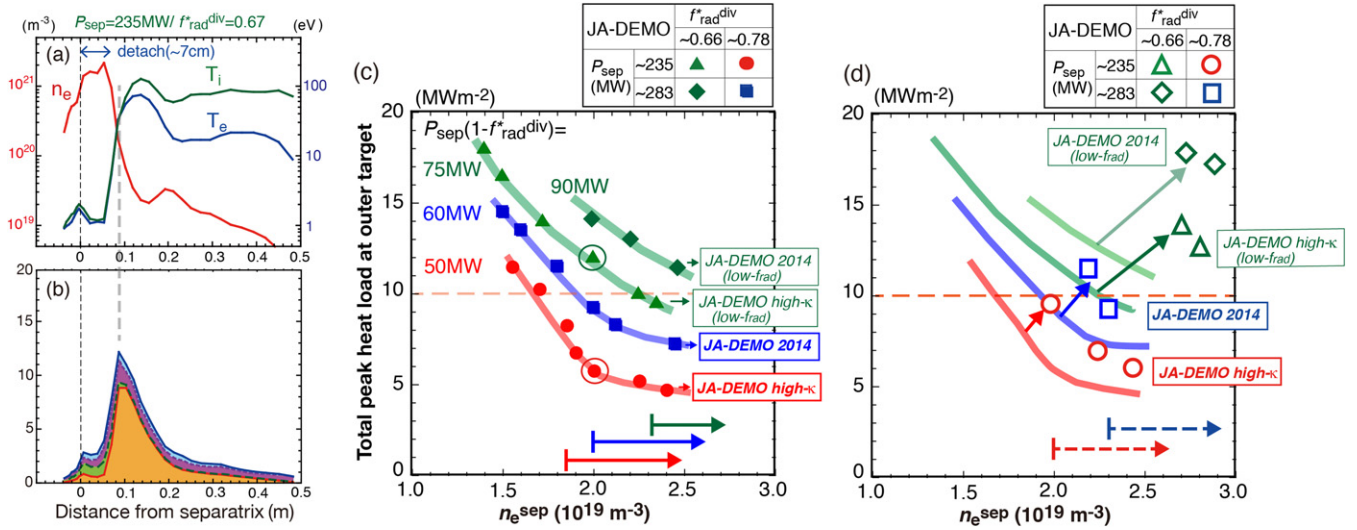 P_sep=235MW/ f*_rad^div=0.67
(m⁻³)
(eV)
(a)
detach(~7cm)
n_e
T_i
T_e
10²¹
10²⁰
10¹⁹
100
10
1
20
15
10
5
0
(b)
0
0.1
0.2
0.3
0.4
0.5
Distance from separatrix (m)
JA-DEMO
f*_rad^div
~0.66
~0.78
P_sep
(MW)
~235
~283
(c)
(MWm-2)
P_sep(1-f*_rad^div)=
75MW
60MW
50MW
90MW
JA-DEMO 2014
(low-frad)
JA-DEMO high-κ
(low-frad)
JA-DEMO 2014
JA-DEMO high-κ
Total peak heat load at outer target
20
15
10
5
0
1.0
1.5
2.0
2.5
3.0
n_e^sep (10¹⁹ m-³)
JA-DEMO
f*_rad^div
~0.66
~0.78
P_sep
(MW)
~235
~283
(d)
(MWm-2)
JA-DEMO 2014
(low-frad)
JA-DEMO high-κ
(low-frad)
JA-DEMO 2014
JA-DEMO high-κ
20
15
10
5
0
1.0
1.5
2.0
2.5
3.0
n_e^sep (10¹⁹ m-³)